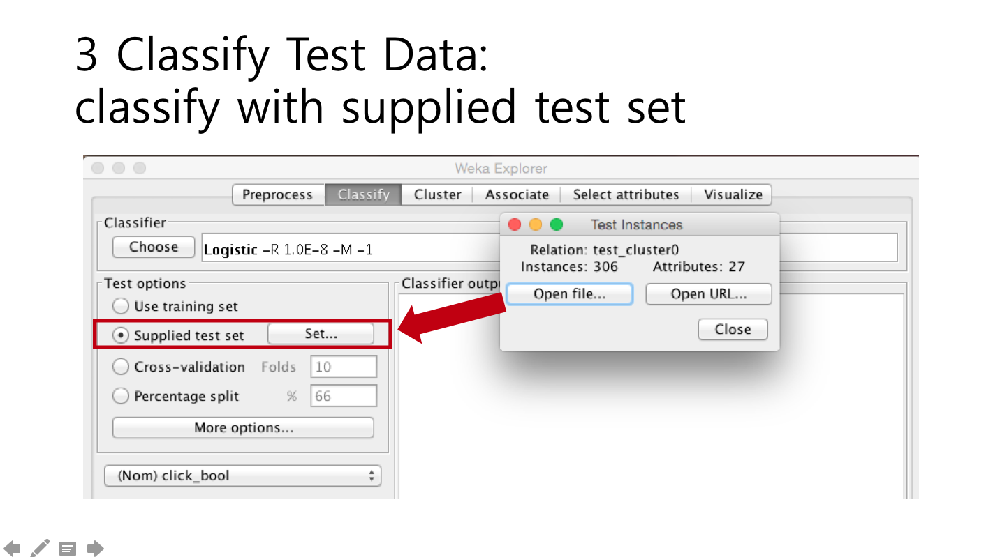 3 Classify Test Data:
classify with supplied test set
Weka Explorer
Preprocess Classify Cluster Associate Select attributes Visualize
Classifier
Choose Logistic -R 1.0E-8 -M -1
Test Instances
Relation: test_cluster0
Instances: 306 Attributes: 27
Open file... Open URL...
Close
Test options
Use training set
Supplied test set Set...
Cross-validation Folds 10
Percentage split % 66
More options...
(Nom) click_bool
Classifier outp